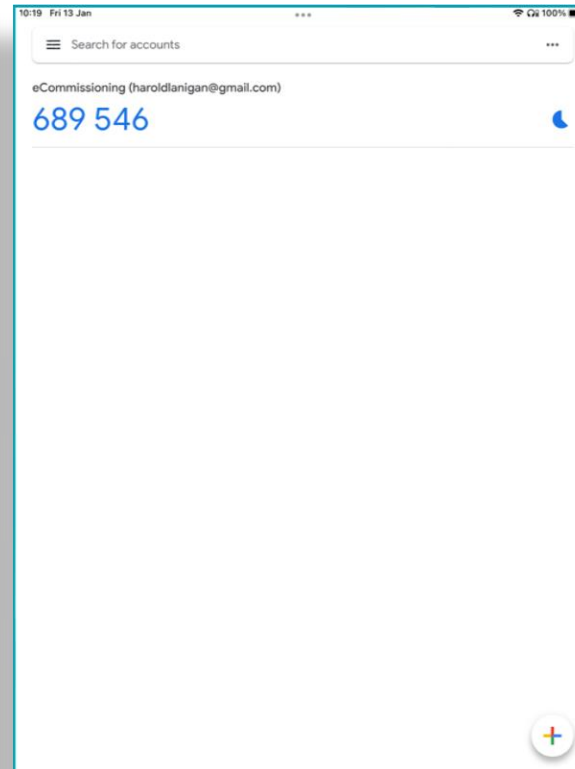 10:19 Fri 13 Jan
100%
Search for accounts
eCommissioning (haroldlanigan@gmail.com)
689 546